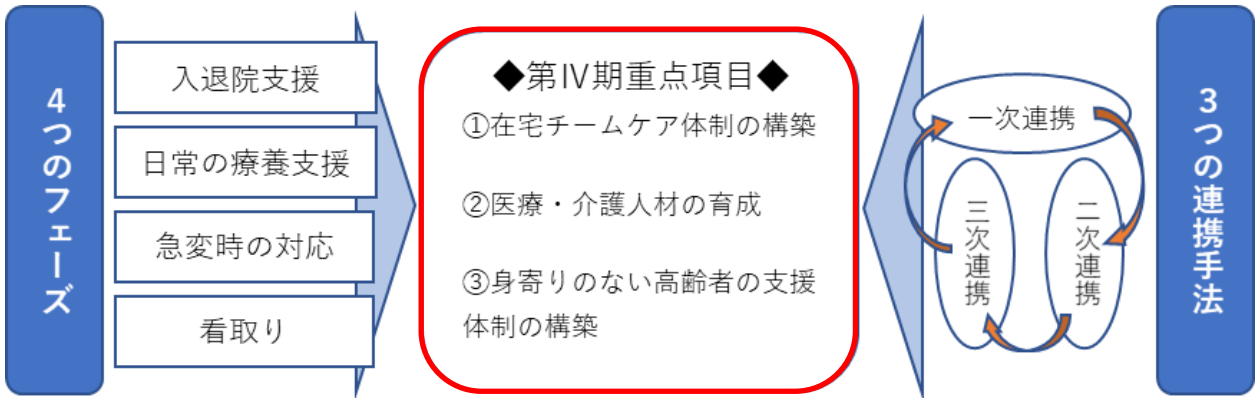 4つのフェーズ
入退院支援
日常の療養支援
急変時の対応
看取り
◆第Ⅳ期重点項目◆
①在宅チームケア体制の構築
②医療・介護人材の育成
③身寄りのない高齢者の支援
体制の構築
一次連携
二次連携
三次連携
3つの連携手法